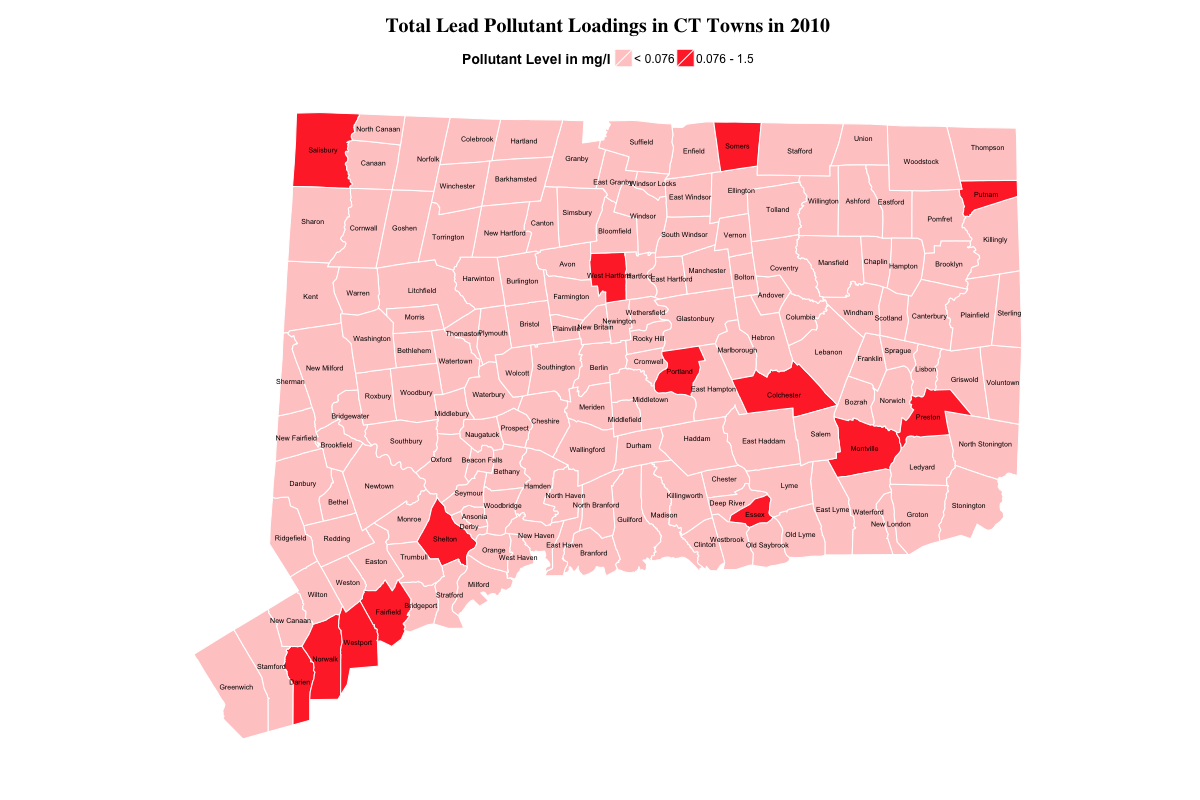 Total Lead Pollutant Loadings in CT Towns in 2010
Pollutant Level in mg/l < 0.076 0.076 - 1.5
North Canaan
Colebrook
Hartland
Suffield
Enfield
Somers
Stafford
Union
Woodstock
Thompson
Salisbury
Canaan
Norfolk
Granby
Winchester
Barkhamsted
East Granby
Windsor Locks
East Windsor
Ellington
Tolland
Willington
Ashford
Eastford
Putnam
Sharon
Cornwall
Goshen
Torrington
New Hartford
Canton
Simsbury
Bloomfield
Windsor
South Windsor
Vernon
Pomfret
Killingly
Kent
Warren
Litchfield
Harwinton
Burlington
Avon
West Hartford
Hartford
East Hartford
Manchester
Bolton
Coventry
Mansfield
Chaplin
Hampton
Brooklyn
Morris
Farmington
Andover
Washington
Thomaston
Plymouth
Bristol
Plainville
New Britain
Newington
Wethersfield
Glastonbury
Columbia
Windham
Scotland
Canterbury
Plainfield
Sterling
Bethlehem
Watertown
Rocky Hill
Hebron
New Milford
Wolcott
Southington
Berlin
Cromwell
Portland
Marlborough
Lebanon
Franklin
Sprague
Lisbon
Griswold
Voluntown
Sherman
Roxbury
Woodbury
Waterbury
East Hampton
Colchester
Bozrah
Norwich
Preston
Bridgewater
Middlebury
Cheshire
Meriden
Middletown
Middlefield
New Fairfield
Brookfield
Southbury
Naugatuck
Prospect
Wallingford
Durham
Haddam
East Haddam
Salem
Montville
North Stonington
Oxford
Beacon Falls
Bethany
Ledyard
Danbury
Bethel
Newtown
Seymour
Woodbridge
Hamden
North Haven
North Branford
Killingworth
Chester
Deep River
Essex
Lyme
East Lyme
Waterford
New London
Groton
Stonington
Ridgefield
Redding
Monroe
Ansonia
Derby
Shelton
Guilford
Madison
Easton
Trumbull
Orange
New Haven
West Haven
East Haven
Branford
Clinton
Westbrook
Old Saybrook
Old Lyme
Wilton
Weston
Milford
Stratford
Bridgeport
Fairfield
New Canaan
Westport
Norwalk
Stamford
Darien
Greenwich